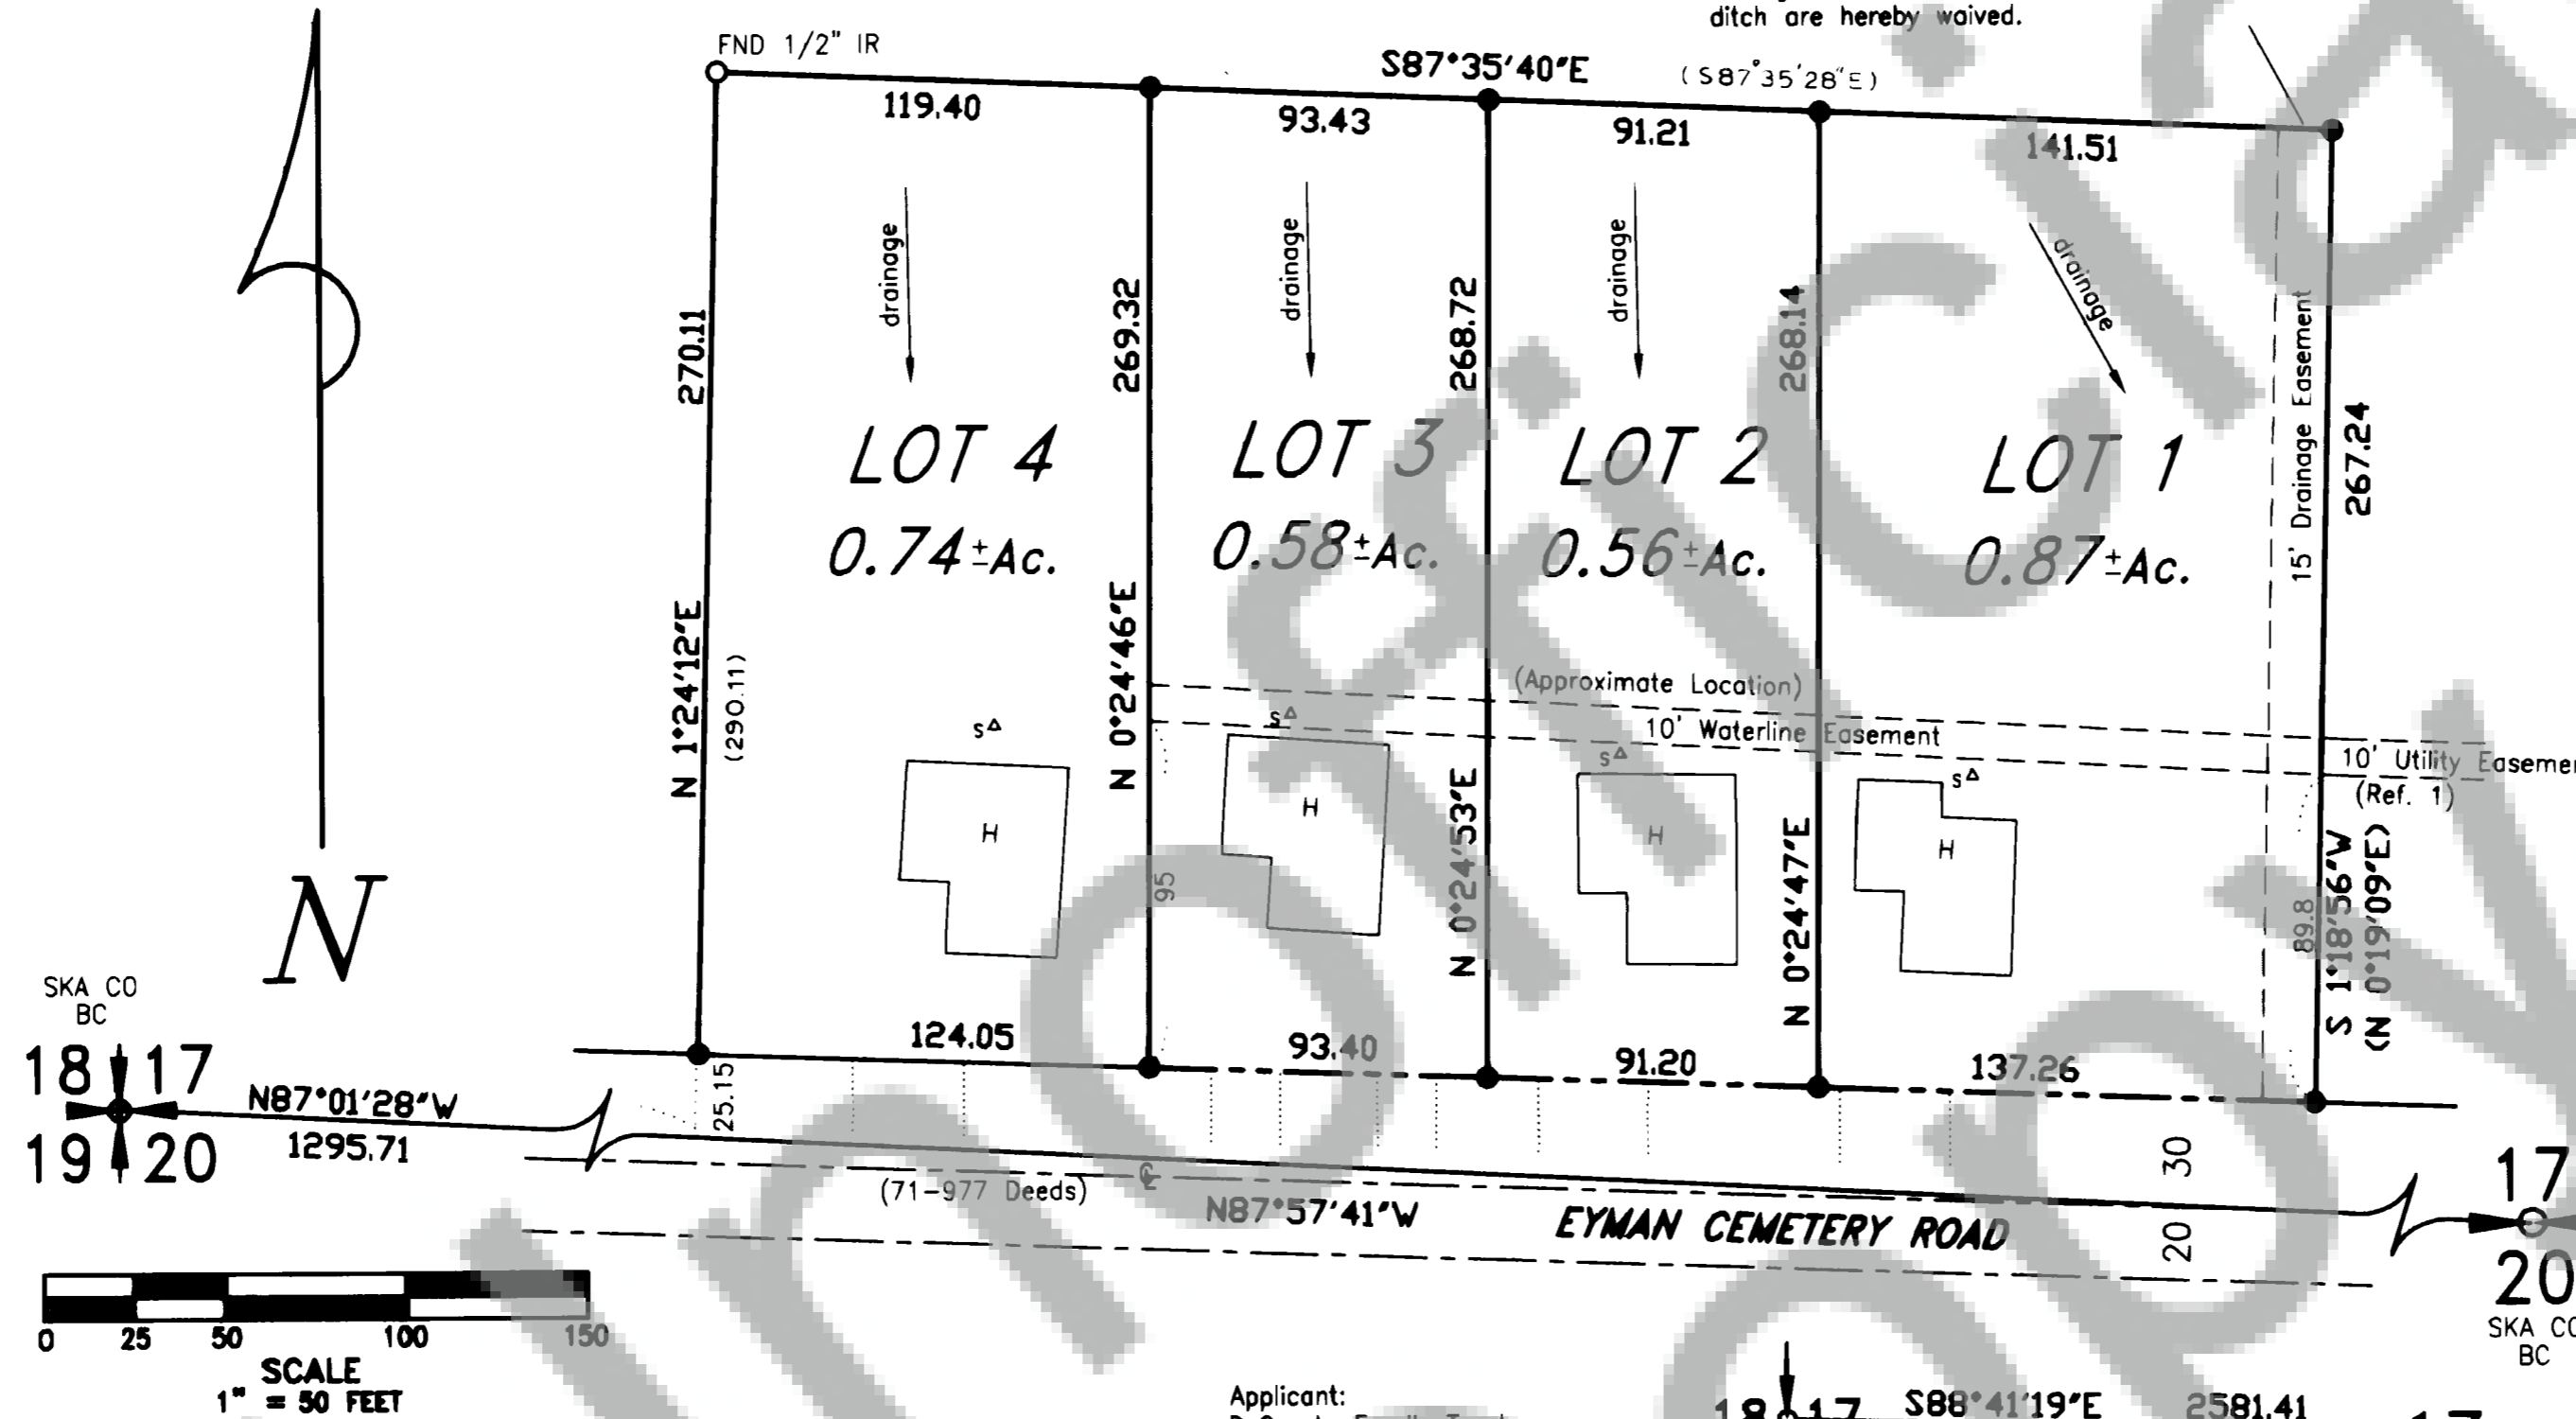 ditch are hereby waived.
FND 1/2" IR
S87°35'40"E
(S87°35'28"E)
119.40
93.43
91.21
141.51
drainage
drainage
drainage
drainage
270.11
269.32
268.72
268.14
267.24
15' Drainage Easement
LOT 4
LOT 3
LOT 2
LOT 1
0.74±Ac.
0.58±Ac.
0.56±Ac.
0.87±Ac.
N 1°24'12"E
(290.11)
N 0°24'46"E
N 0°24'53"E
N 0°24'47"E
S 1°18'56"W
(N 0°19'09"E)
(Approximate Location)
10' Waterline Easement
10' Utility
(Ref. 1)
S
S
S
S
H
H
H
H
95
89.8
N
SKA CO
BC
18 17
19 20
N87°01'28"W
1295.71
124.05
93.40
91.20
137.26
25.15
30
20
(71-977 Deeds)
N87°57'41"W
EYMAN CEMETERY ROAD
17
20
SKA CO
BC
0 25 50 100 150
SCALE
1" = 50 FEET
Applicant:
18 17
S88°41'19"E
2581.41
17
Unofficial